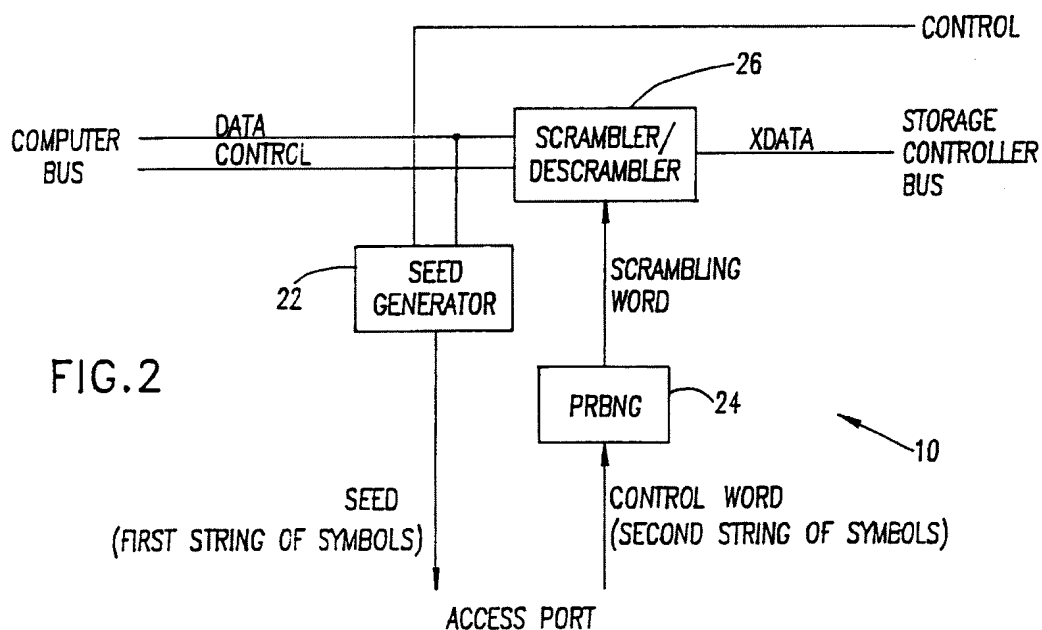 CONTROL
26
COMPUTER
BUS
DATA
CONTROL
SCRAMBLER/
DESCRAMBLER
XDATA
STORAGE
CONTROLLER
BUS
22
SEED
GENERATOR
SCRAMBLING
WORD
FIG.2
PRBNG
24
10
SEED
(FIRST STRING OF SYMBOLS)
CONTROL WORD
(SECOND STRING OF SYMBOLS)
ACCESS PORT